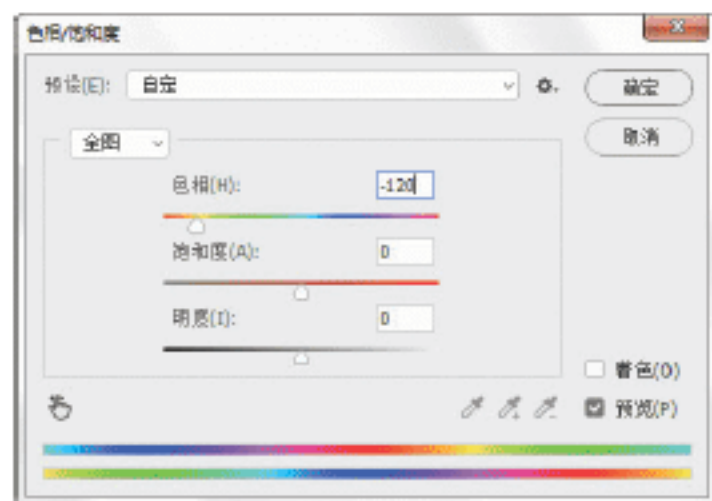 色相/饱和度
预设(E): 自定
确定
全图
取消
色相(H): -120
饱和度(A): 0
明度(I): 0
着色(O)
预览(P)